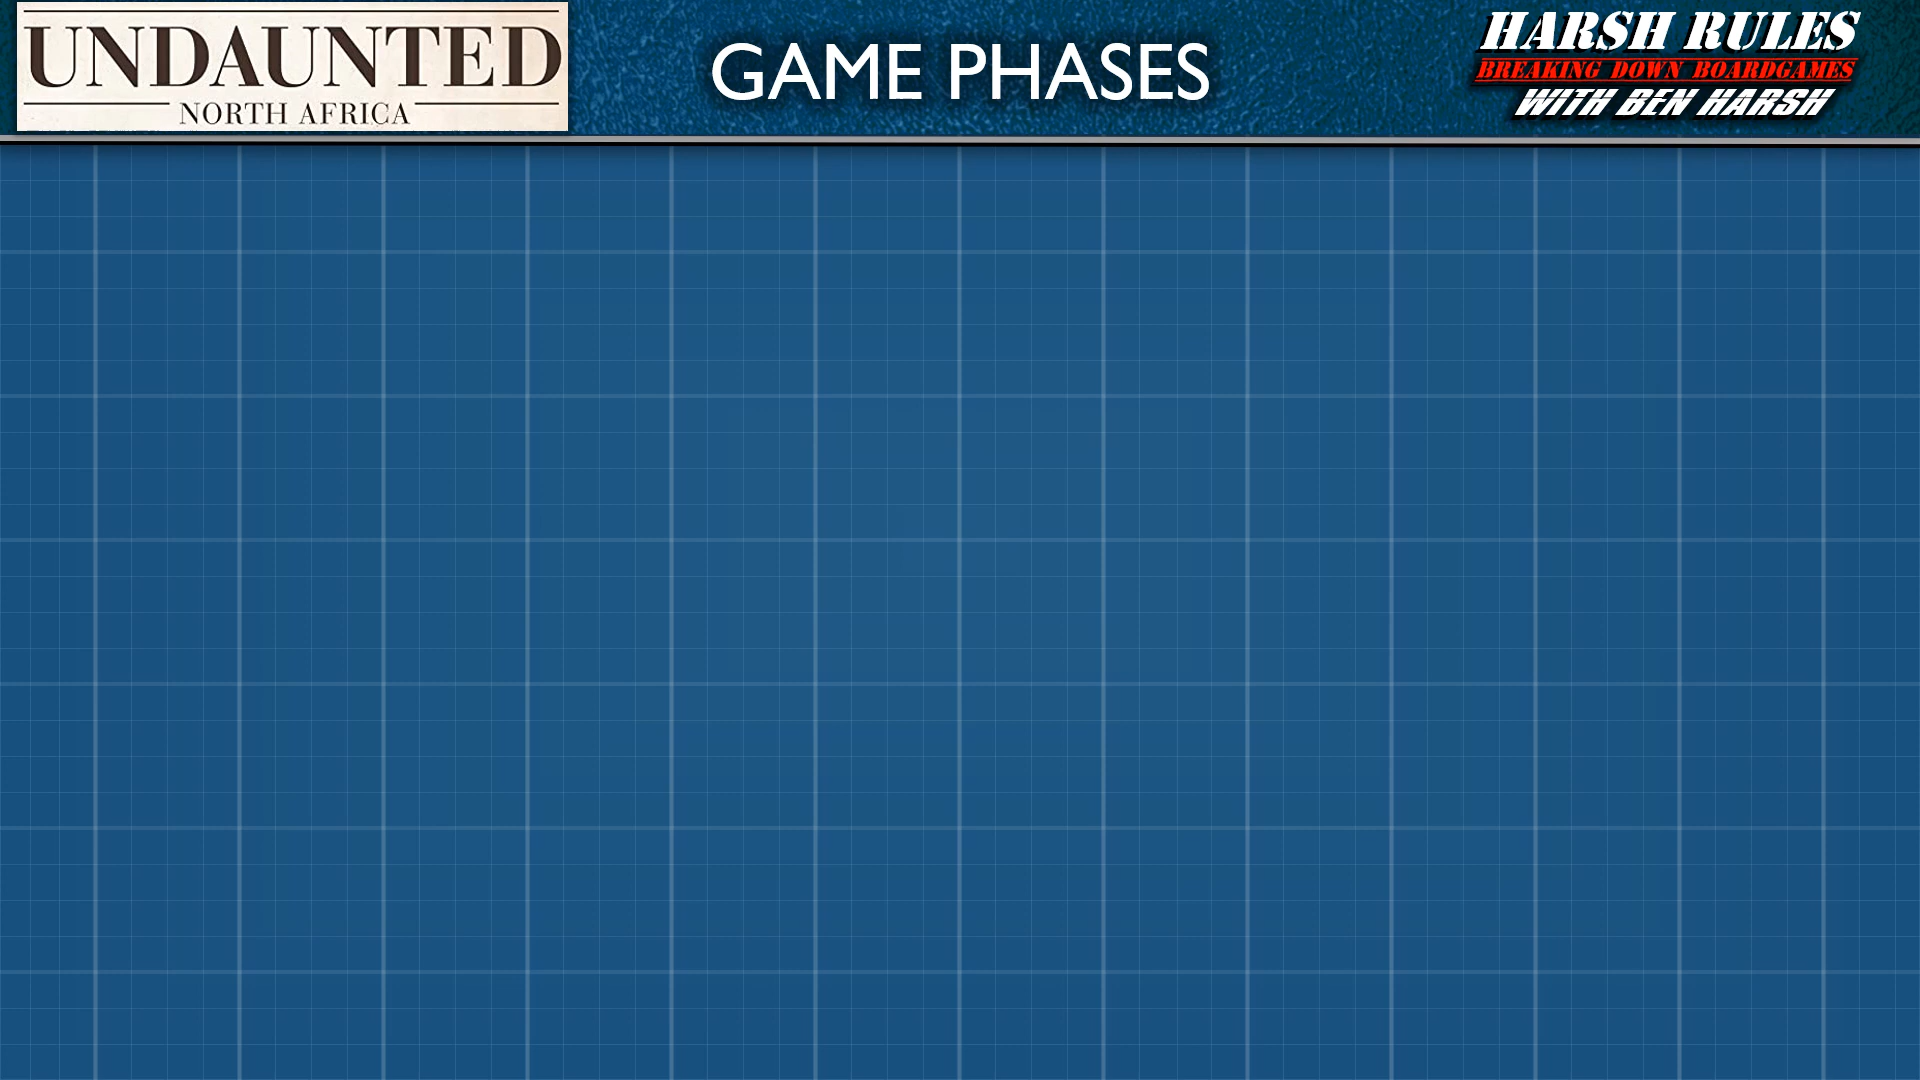 UNDAUNTED
NORTH AFRICA
GAME PHASES
HARSH RULES
BREAKING DOWN BOARDGAMES
WITH BEN HARSH